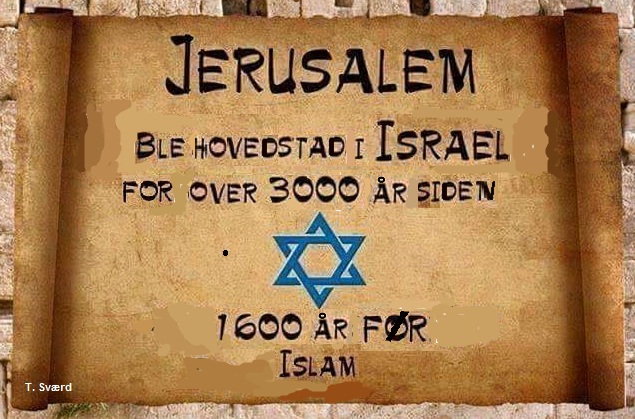 JERUSALEM
BLE HOVEDSTAD I ISRAEL
FOR OVER 3000 ÅR SIDEN
1600 ÅR FØR
ISLAM
T. Sværd